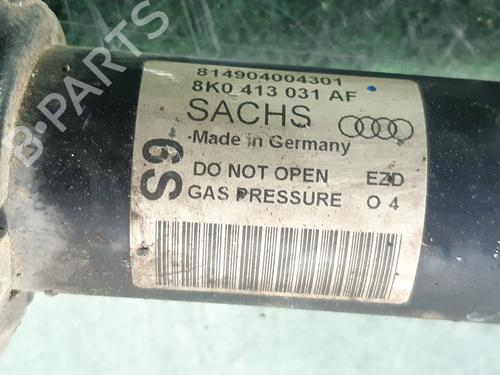 B-PARTS
814904004301
8K0 413 031 AF
SACHS
-Made in Germany
S9
DO NOT OPEN EZD
GAS PRESSURE O 4